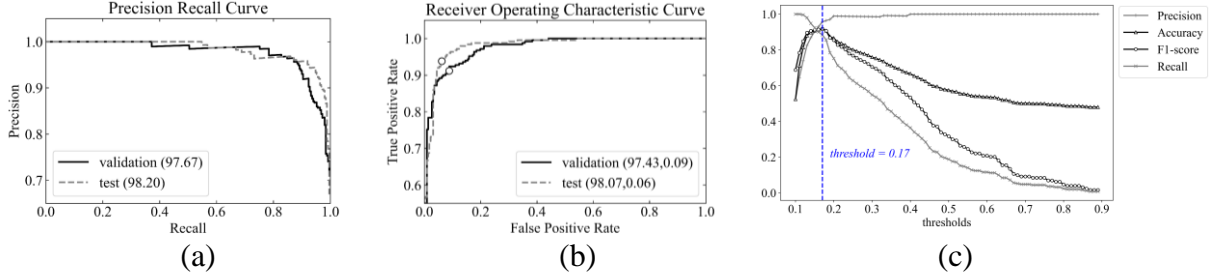 Precision Recall Curve
1.0
0.9
0.8
0.7
Precision
validation (97.67)
test (98.20)
0.0 0.2 0.4 0.6 0.8 1.0
Recall
(a)
Receiver Operating Characteristic Curve
1.0
0.9
0.8
0.7
0.6
True Positive Rate
validation (97.43,0.09)
test (98.07,0.06)
0.0 0.2 0.4 0.6 0.8 1.0
False Positive Rate
(b)
1.0
0.8
0.6
0.4
0.2
0.0
threshold = 0.17
0.1 0.2 0.3 0.4 0.5 0.6 0.7 0.8 0.9
thresholds
Precision
Accuracy
F1-score
Recall
(c)